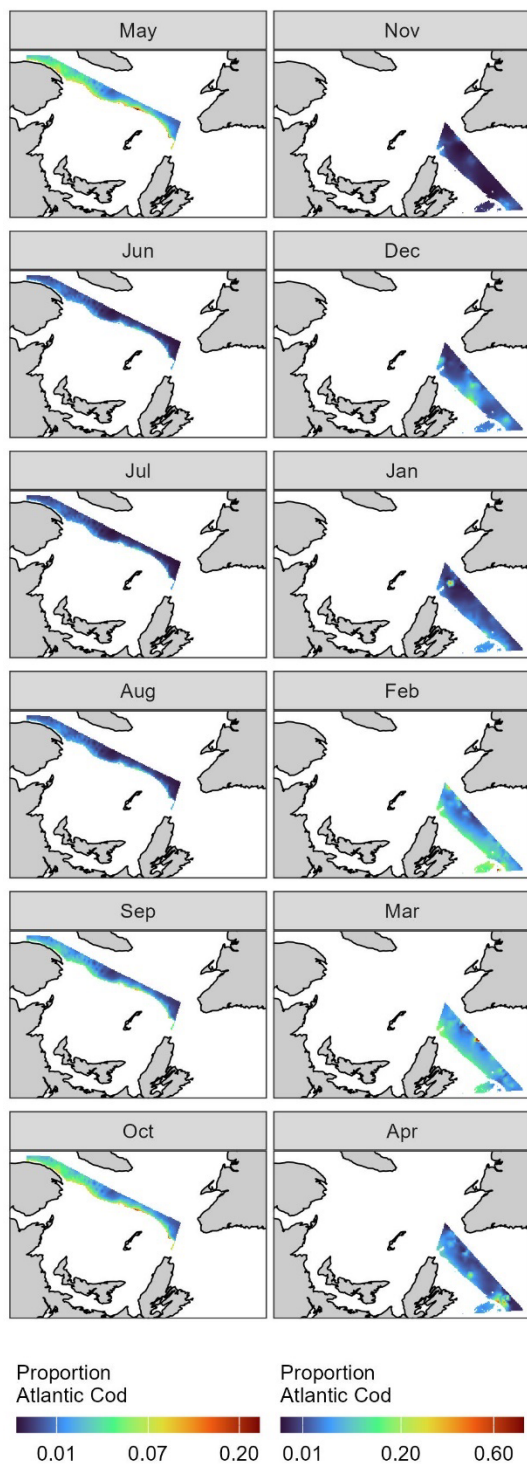 May
Nov
Jun
Dec
Jul
Jan
Aug
Feb
Sep
Mar
Oct
Apr
Proportion
Atlantic Cod
0.01 0.07 0.20
Proportion
Atlantic Cod
0.01 0.20 0.60